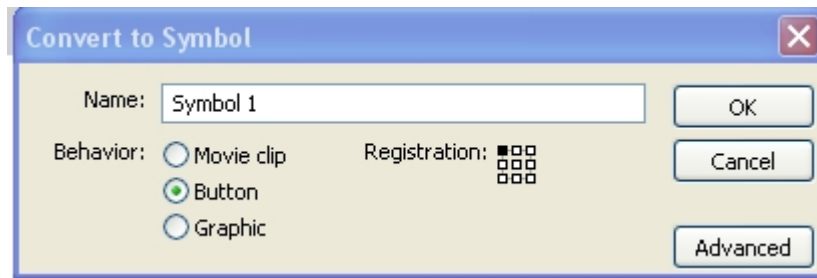 Convert to Symbol
Name: Symbol 1 OK
Behavior: Movie clip Registration: Cancel
Button
Graphic
Advanced